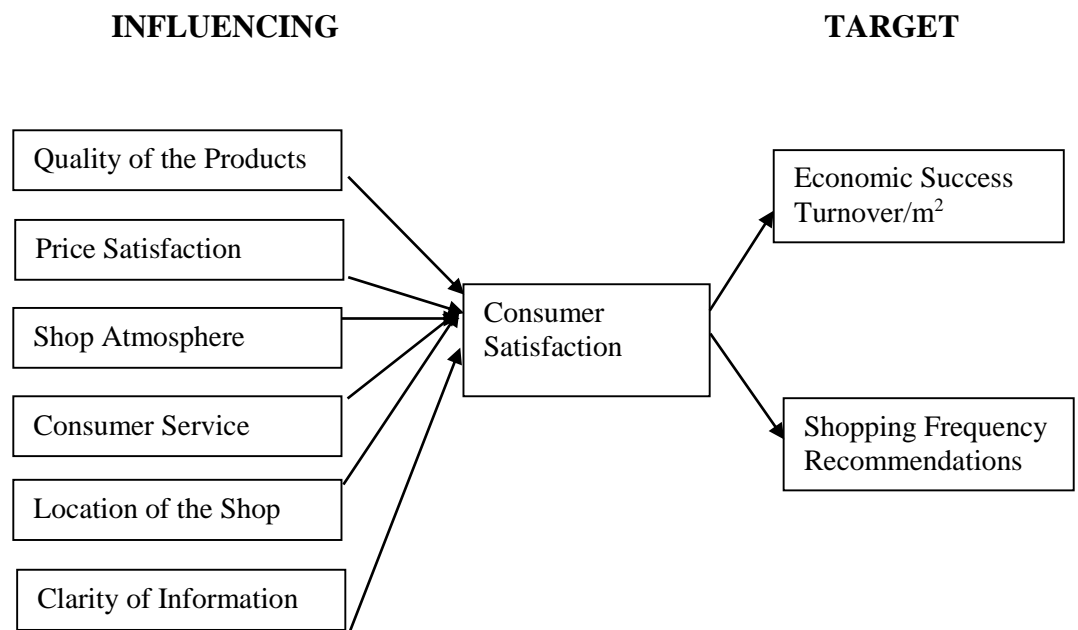 INFLUENCING
TARGET
Quality of the Products
Price Satisfaction
Shop Atmosphere
Consumer Service
Location of the Shop
Clarity of Information
Consumer
Satisfaction
Economic Success
Turnover/m²
Shopping Frequency
Recommendations